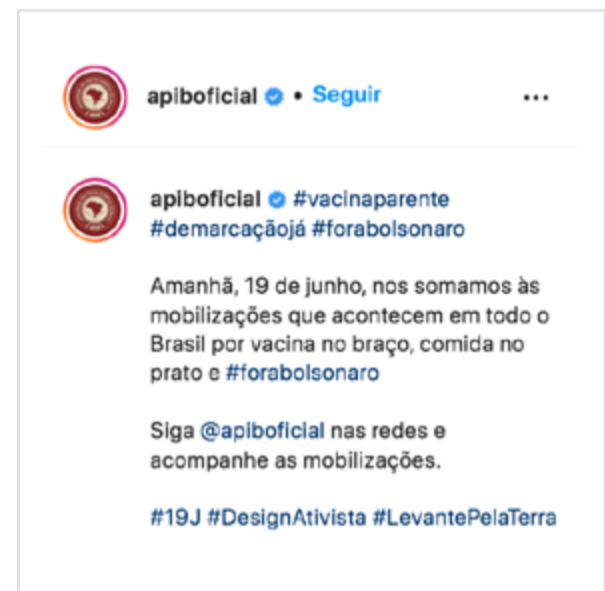 apiboficial • Seguir
...
apiboficial #vacinaparente
#demarcaçãojá #forabolsonaro
Amanhã, 19 de junho, nos somamos às
mobilizações que acontecem em todo o
Brasil por vacina no braço, comida no
prato e #forabolsonaro
Siga @apiboficial nas redes e
acompanhe as mobilizações.
#19J #DesignAtivista #LevantePelaTerra